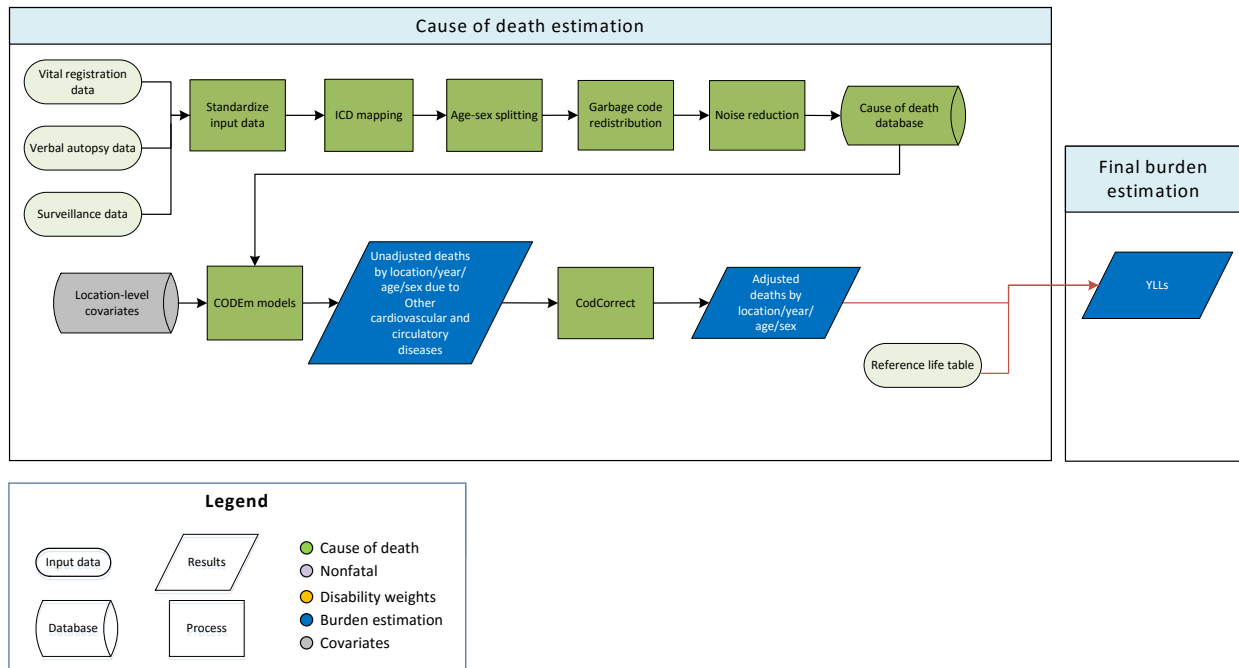 Cause of death estimation
Vital registration
data
Verbal autopsy data
Surveillance data
Standardize
input data
ICD mapping
Age-sex splitting
Garbage code
redistribution
Noise reduction
Cause of death
database
Final burden
estimation
Location-level
covariates
CODEm models
Unadjusted deaths
by location/year/
age/sex due to
Other
cardiovascular and
circulatory
diseases
CodCorrect
Adjusted
deaths by
location/year/
age/sex
Reference life table
YLLs
Legend
Input data
Results
Database
Process
Cause of death
Nonfatal
Disability weights
Burden estimation
Covariates